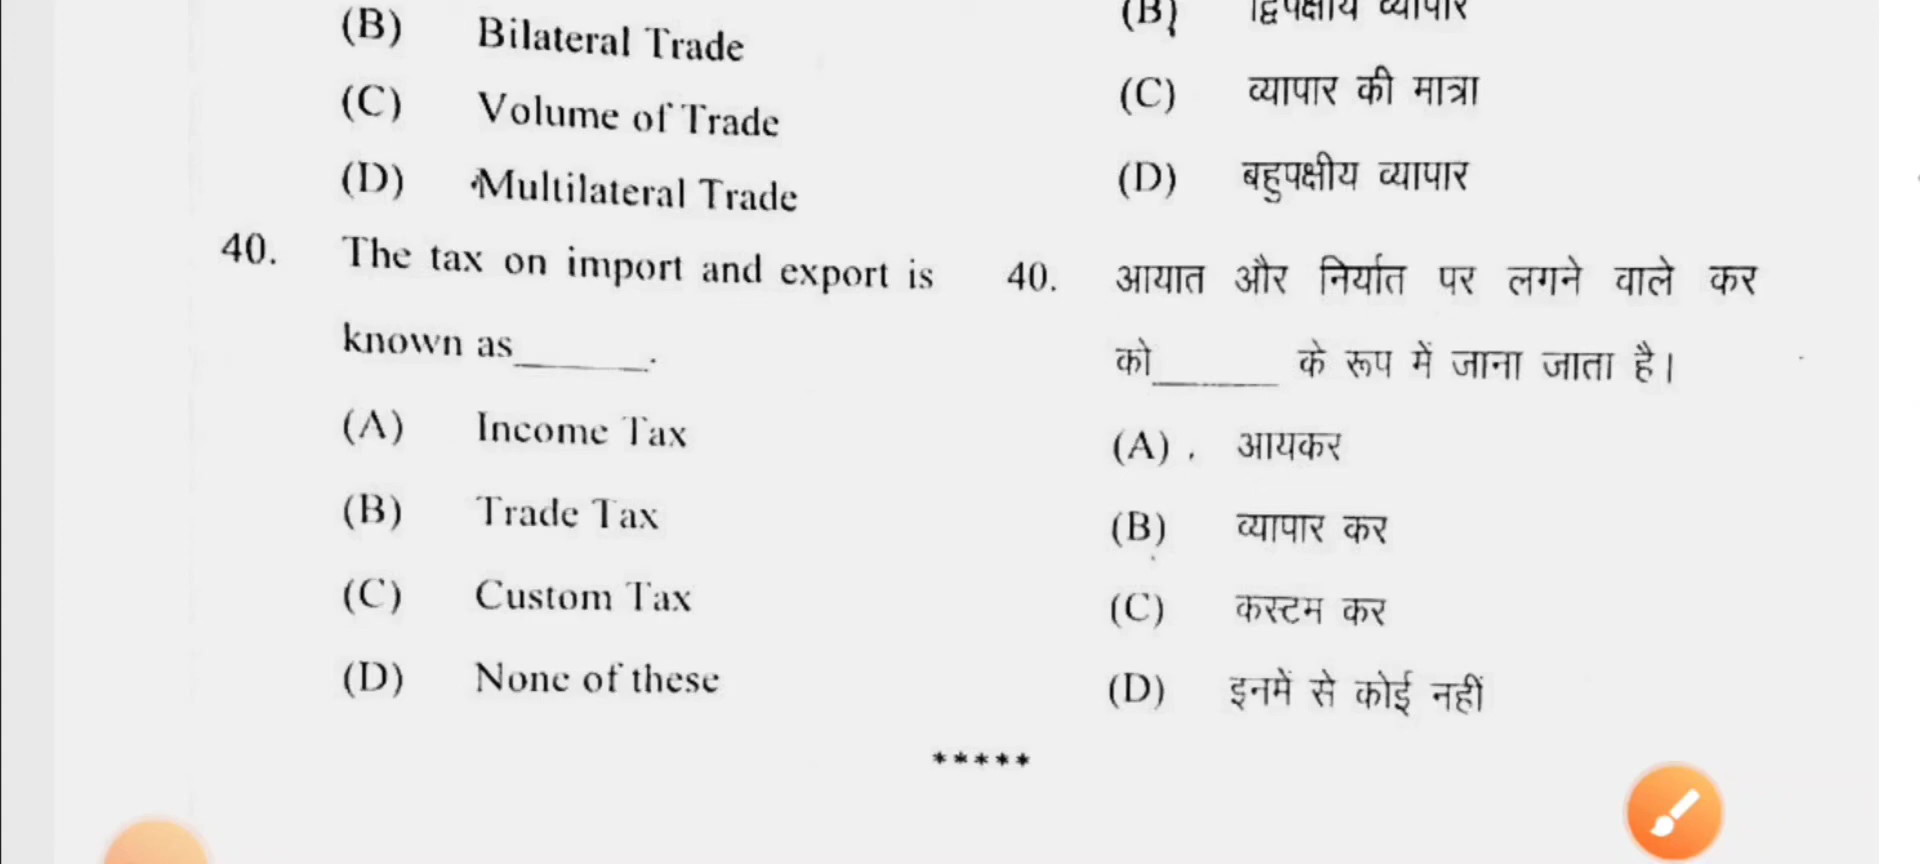 (B) Bilateral Trade
(C) Volume of Trade
(D) Multilateral Trade
40. The tax on import and export is
known as______.
(A) Income Tax
(B) Trade Tax
(C) Custom Tax
(D) None of these
(B) द्विपक्षीय व्यापार
(C) व्यापार की मात्रा
(D) बहुपक्षीय व्यापार
40. आयात और निर्यात पर लगने वाले कर
को______ के रूप में जाना जाता है।
(A) आयकर
(B) व्यापार कर
(C) कस्टम कर
(D) इनमें से कोई नहीं
*****